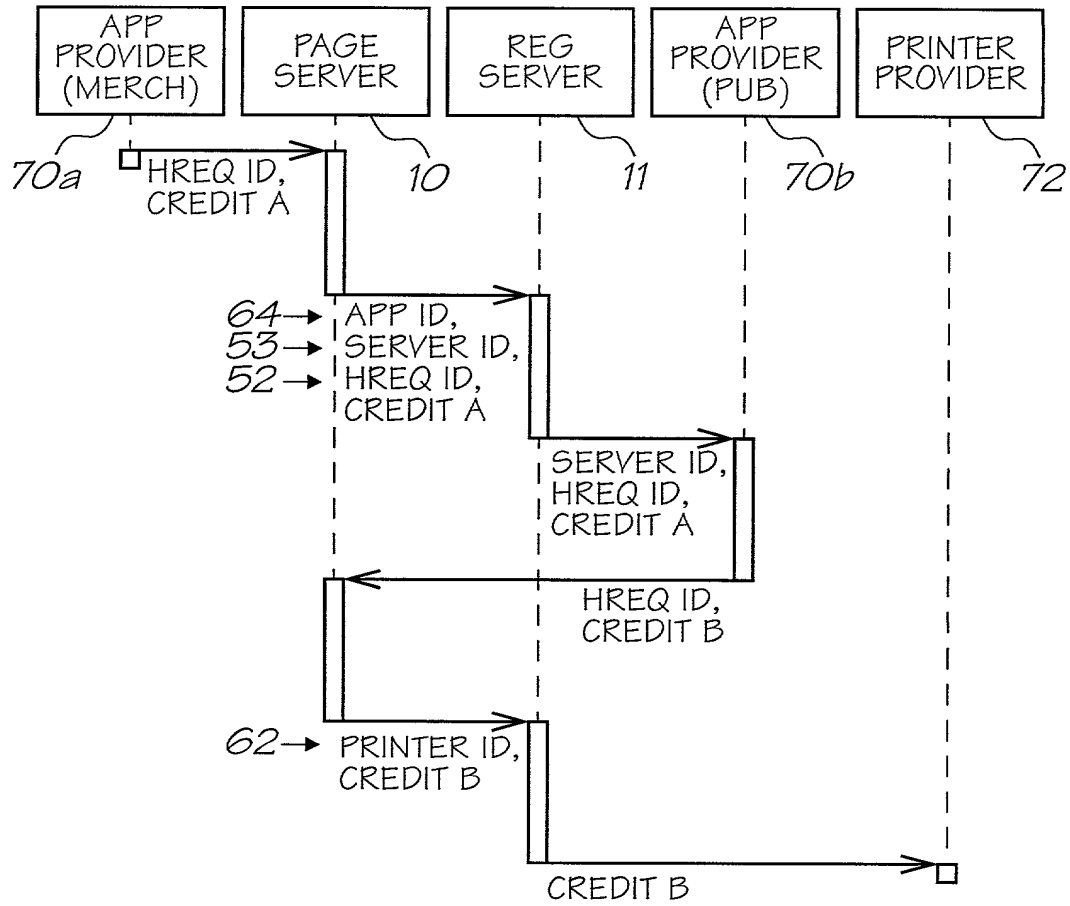 APP
PROVIDER
(MERCH)
PAGE
SERVER
REG
SERVER
APP
PROVIDER
(PUB)
PRINTER
PROVIDER
70a
10
11
70b
72
HREQ ID,
CREDIT A
64
APP ID,
53
SERVER ID,
52
HREQ ID,
CREDIT A
SERVER ID,
HREQ ID,
CREDIT A
HREQ ID,
CREDIT B
62
PRINTER ID,
CREDIT B
CREDIT B